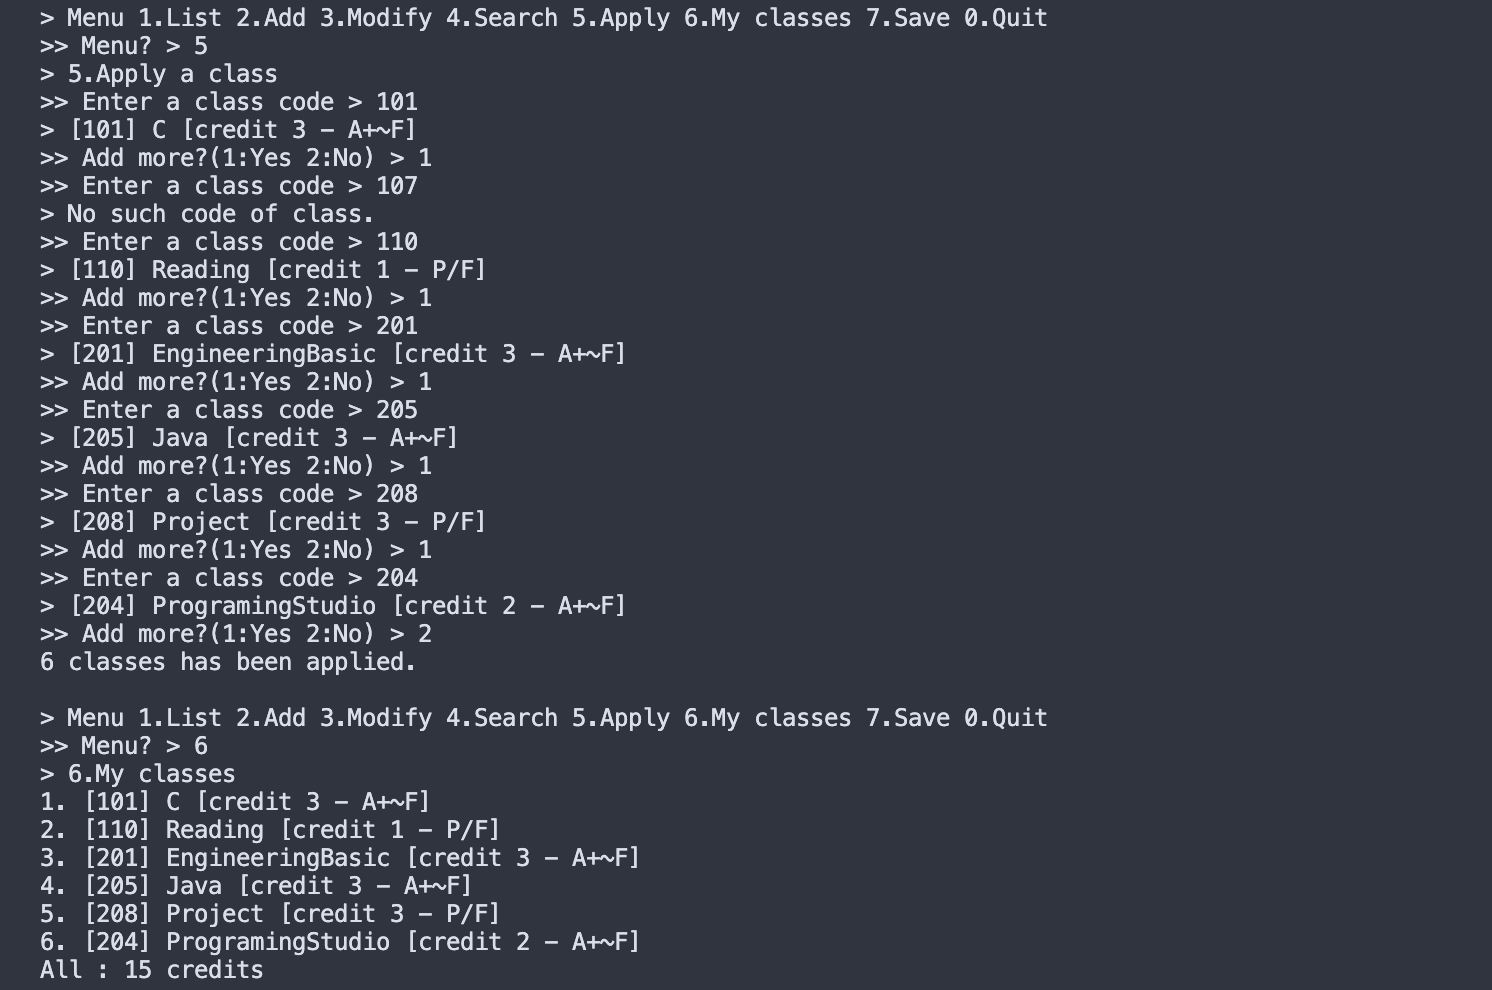 > Menu 1.List 2.Add 3.Modify 4.Search 5.Apply 6.My classes 7.Save 0.Quit
>> Menu? > 5
> 5.Apply a class
>> Enter a class code > 101
> [101] C [credit 3 - A+~F]
>> Add more?(1:Yes 2:No) > 1
>> Enter a class code > 107
> No such code of class.
>> Enter a class code > 110
> [110] Reading [credit 1 - P/F]
>> Add more?(1:Yes 2:No) > 1
>> Enter a class code > 201
> [201] EngineeringBasic [credit 3 - A+~F]
>> Add more?(1:Yes 2:No) > 1
>> Enter a class code > 205
> [205] Java [credit 3 - A+~F]
>> Add more?(1:Yes 2:No) > 1
>> Enter a class code > 208
> [208] Project [credit 3 - P/F]
>> Add more?(1:Yes 2:No) > 1
>> Enter a class code > 204
> [204] ProgramingStudio [credit 2 - A+~F]
>> Add more?(1:Yes 2:No) > 2
6 classes has been applied.

> Menu 1.List 2.Add 3.Modify 4.Search 5.Apply 6.My classes 7.Save 0.Quit
>> Menu? > 6
> 6.My classes
1. [101] C [credit 3 - A+~F]
2. [110] Reading [credit 1 - P/F]
3. [201] EngineeringBasic [credit 3 - A+~F]
4. [205] Java [credit 3 - A+~F]
5. [208] Project [credit 3 - P/F]
6. [204] ProgramingStudio [credit 2 - A+~F]
All : 15 credits